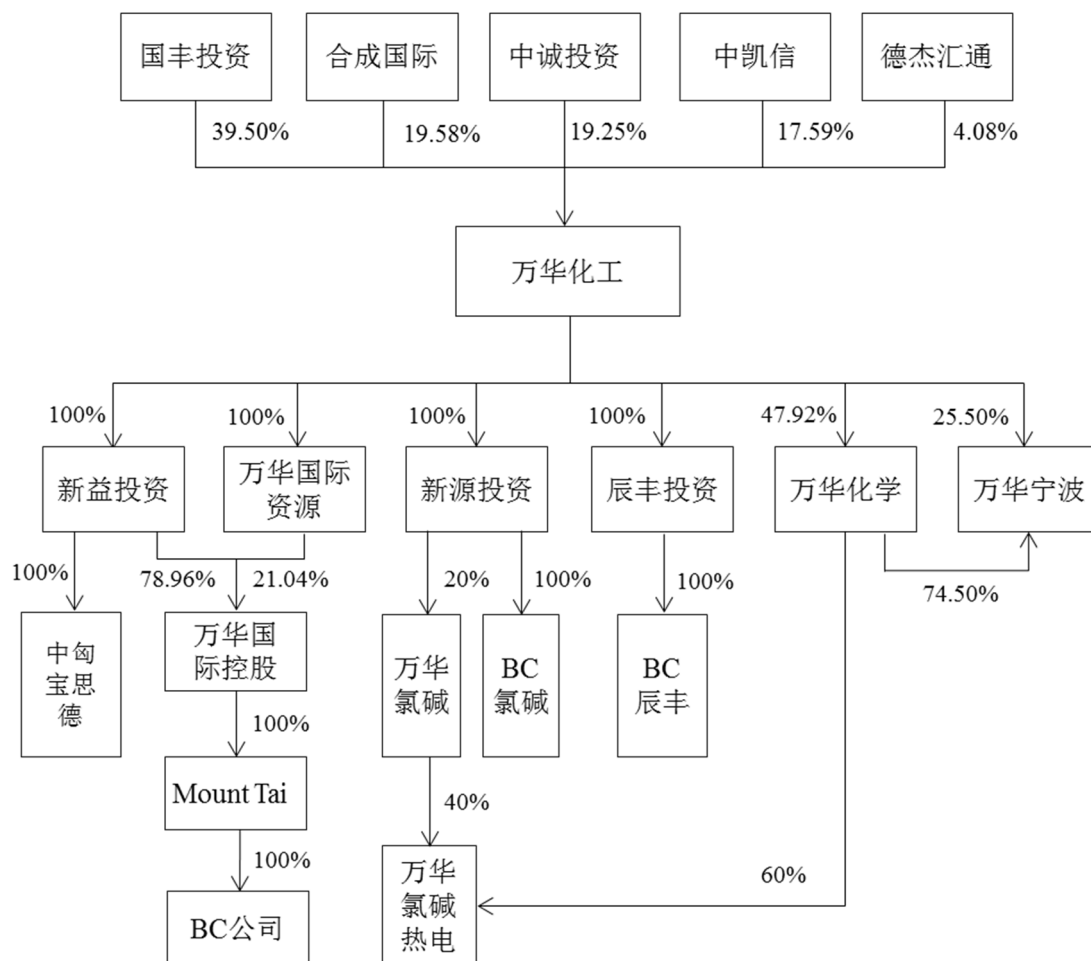 国丰投资
合成国际
中诚投资
中凯信
德杰汇通
39.50%
19.58%
19.25%
17.59%
4.08%
万华化工
100%
100%
100%
100%
47.92%
25.50%
新益投资
万华国际
资源
新源投资
辰丰投资
万华化学
万华宁波
100%
78.96%
21.04%
20%
100%
100%
74.50%
中匈
宝思
德
万华国
际控股
万华
氯碱
BC
氯碱
BC
辰丰
100%
Mount Tai
40%
100%
万华
氯碱
热电
60%
BC公司